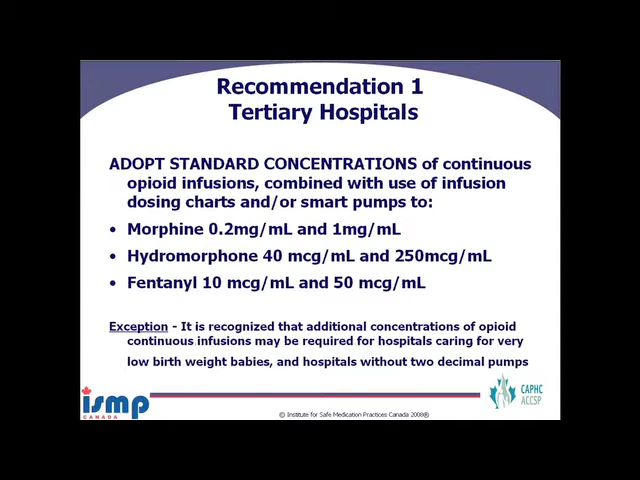 Recommendation 1
Tertiary Hospitals
ADOPT STANDARD CONCENTRATIONS of continuous
opioid infusions, combined with use of infusion
dosing charts and/or smart pumps to:
• Morphine 0.2mg/mL and 1mg/mL
• Hydromorphone 40 mcg/mL and 250mcg/mL
• Fentanyl 10 mcg/mL and 50 mcg/mL
Exception - It is recognized that additional concentrations of opioid
continuous infusions may be required for hospitals caring for very
low birth weight babies, and hospitals without two decimal pumps
ismp
CANADA
© Institute for Safe Medication Practices Canada 2008®
CAPHC
ACCSP